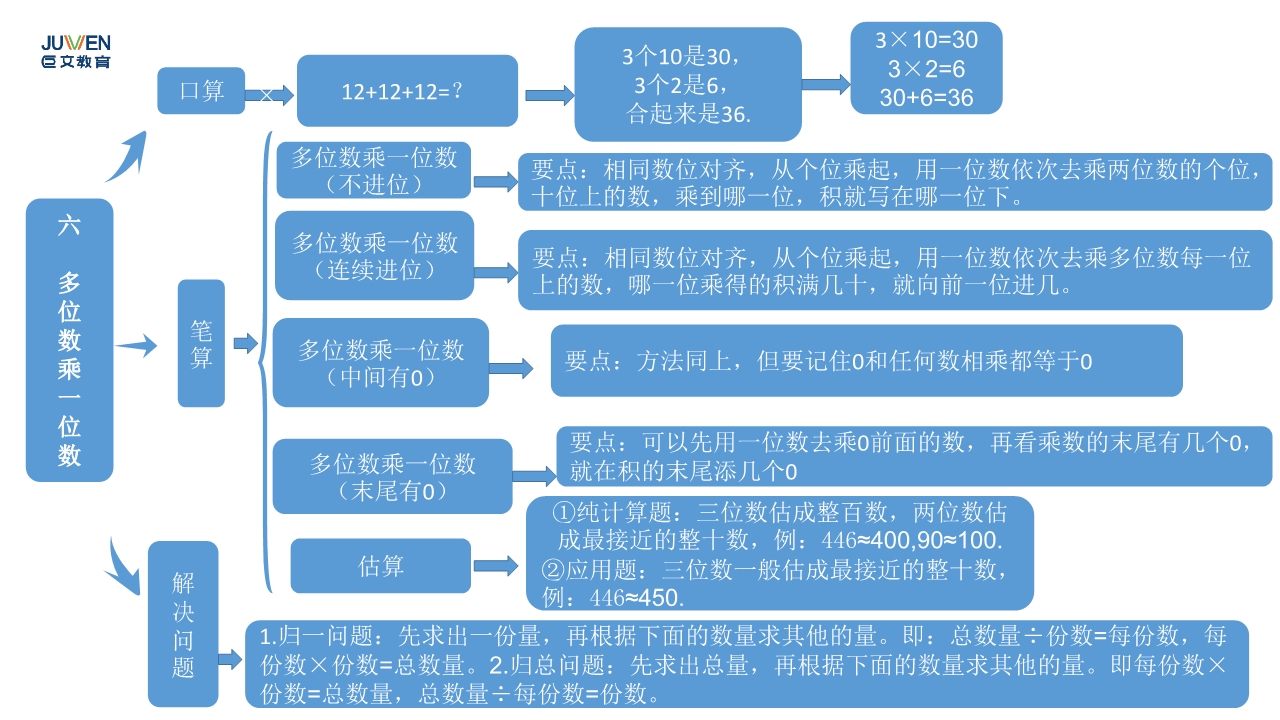 JUWEN
巨文教育
口算
×
12+12+12=？
3个10是30，
3个2是6，
合起来是36.
3×10=30
3×2=6
30+6=36
六
多位数乘一位数
笔算
多位数乘一位数
（不进位）
要点：相同数位对齐，从个位乘起，用一位数依次去乘两位数的个位，
十位上的数，乘到哪一位，积就写在哪一位下。
多位数乘一位数
（连续进位）
要点：相同数位对齐，从个位乘起，用一位数依次去乘多位数每一位
上的数，哪一位乘得的积满几十，就向前一位进几。
多位数乘一位数
（中间有0）
要点：方法同上，但要记住0和任何数相乘都等于0
多位数乘一位数
（末尾有0）
要点：可以先用一位数去乘0前面的数，再看乘数的末尾有几个0，
就在积的末尾添几个0
估算
①纯计算题：三位数估成整百数，两位数估
成最接近的整十数，例：446≈400,90≈100.
②应用题：三位数一般估成最接近的整十数，
例：446≈450.
解决问题
1.归一问题：先求出一份量，再根据下面的数量求其他的量。即：总数量÷份数=每份数，每
份数×份数=总数量。2.归总问题：先求出总量，再根据下面的数量求其他的量。即每份数×
份数=总数量，总数量÷每份数=份数。